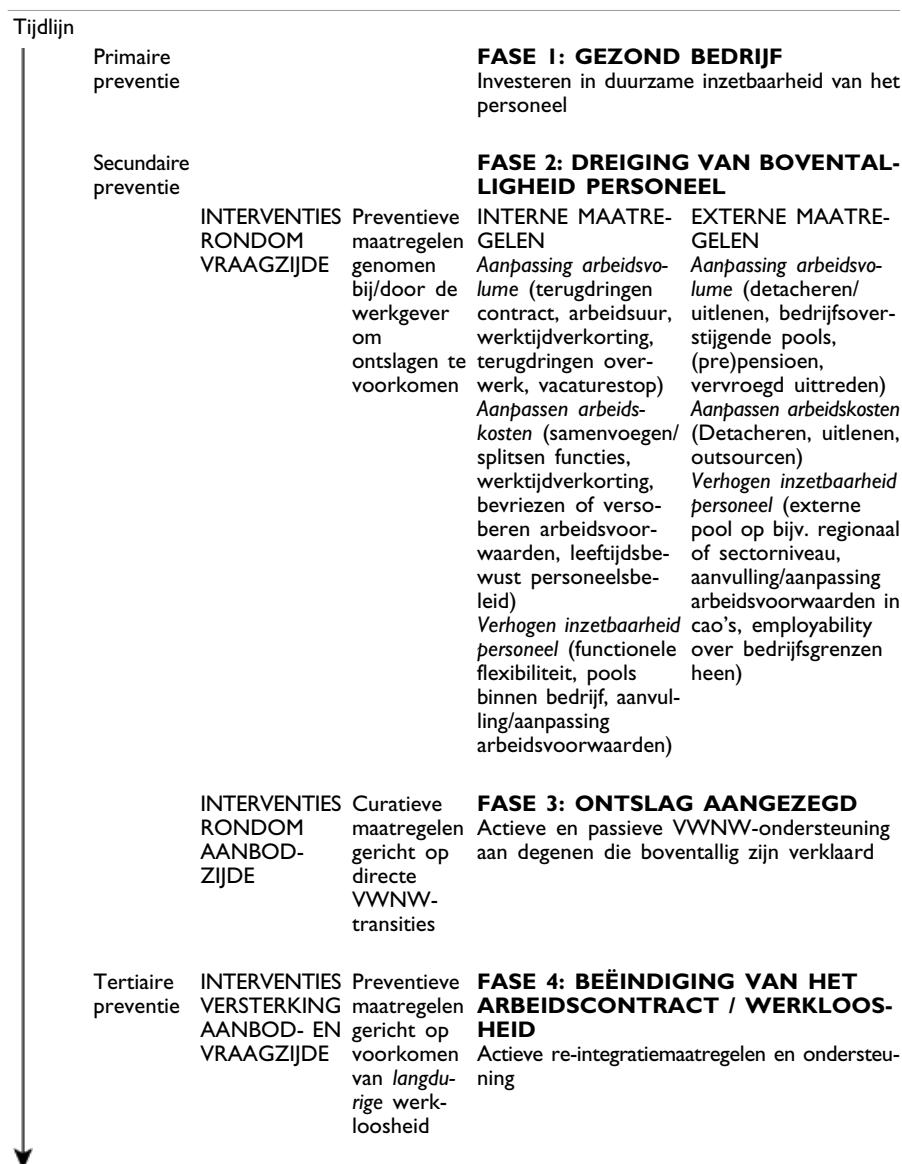 Tijdlijn
Primaire
preventie
FASE 1: GEZOND BEDRIJF
Investeren in duurzame inzetbaarheid van het
personeel
Secundaire
preventie
FASE 2: DREIGING VAN BOVENTAL-
LIGHEID PERSONEEL
INTERVENTIES
RONDOM
VRAAGZIJDE
Preventieve
maatregelen
genomen
bij/door de
werkgever
om
ontslagen te
voorkomen
INTERNE MAATRE-
GELEN
Aanpassing arbeidsvo-
lume (terugdringen
contract, arbeidsuur,
werktijdverkorting,
terugdringen over-
werk, vacaturestop)
Aanpassen arbeids-
kosten (samenvoegen/
splitsen functies,
werktijdverkorting,
bevriezen of verso-
beren arbeidsvoor-
waarden, leeftijdsbe-
wust personeelsbe-
leid)
Verhogen inzetbaarheid
personeel (functionele
flexibiliteit, pools
binnen bedrijf, aanvul-
ling/aanpassing
arbeidsvoorwaarden)
EXTERNE MAATRE-
GELEN
Aanpassing arbeidsvo-
lume (detacheren/
uitlenen, bedrijfsover-
stijgende pools,
(pre)pensioen,
vervroegd uittreden)
Aanpassen arbeidskosten
(Detacheren, uitlenen,
outsourcen)
Verhogen inzetbaarheid
personeel (externe
pool op bijv. regionaal
of sectorniveau,
aanvulling/aanpassing
arbeidsvoorwaarden in
cao's, employability
over bedrijfsgrenzen
heen)
INTERVENTIES
RONDOM
AANBOD-
ZIJDE
Curatieve
maatregelen
gericht op
directe
VWNW-
transities
FASE 3: ONTSLAG AANGEZEGD
Actieve en passieve VWNW-ondersteuning
aan degenen die boventallig zijn verklaard
Tertiaire
preventie
INTERVENTIES
VERSTERKING
AANBOD- EN
VRAAGZIJDE
Preventieve
maatregelen
gericht op
voorkomen
van langdu-
rige werk-
loosheid
FASE 4: BEËINDIGING VAN HET
ARBEIDSCONTRACT / WERKLOOS-
HEID
Actieve re-integratiemaatregelen en ondersteu-
ning